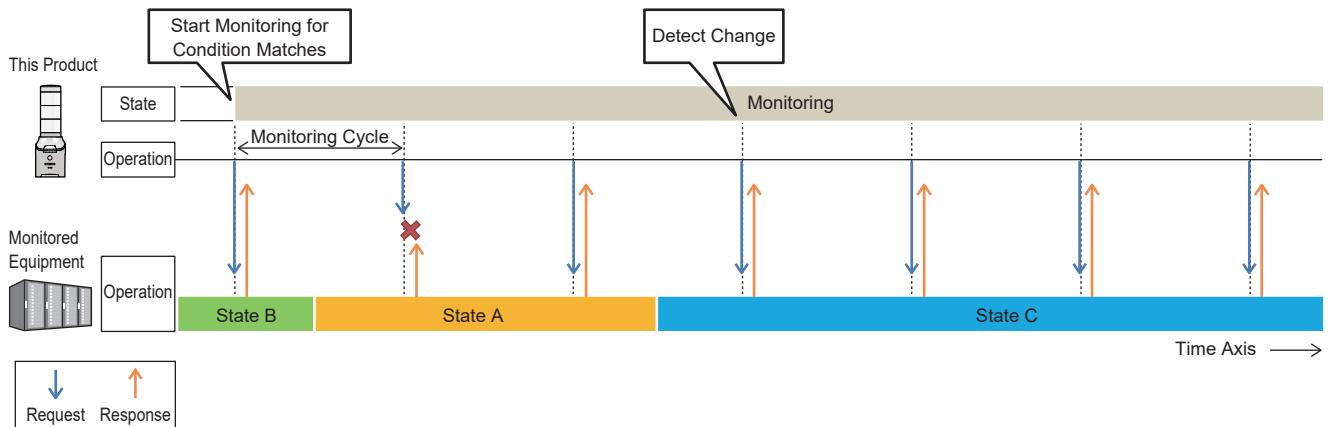 Start Monitoring for
Condition Matches
Detect Change
This Product
State
Monitoring
Monitoring Cycle
Operation
Monitored
Equipment
Operation
State B
State A
State C
Time Axis
Request
Response